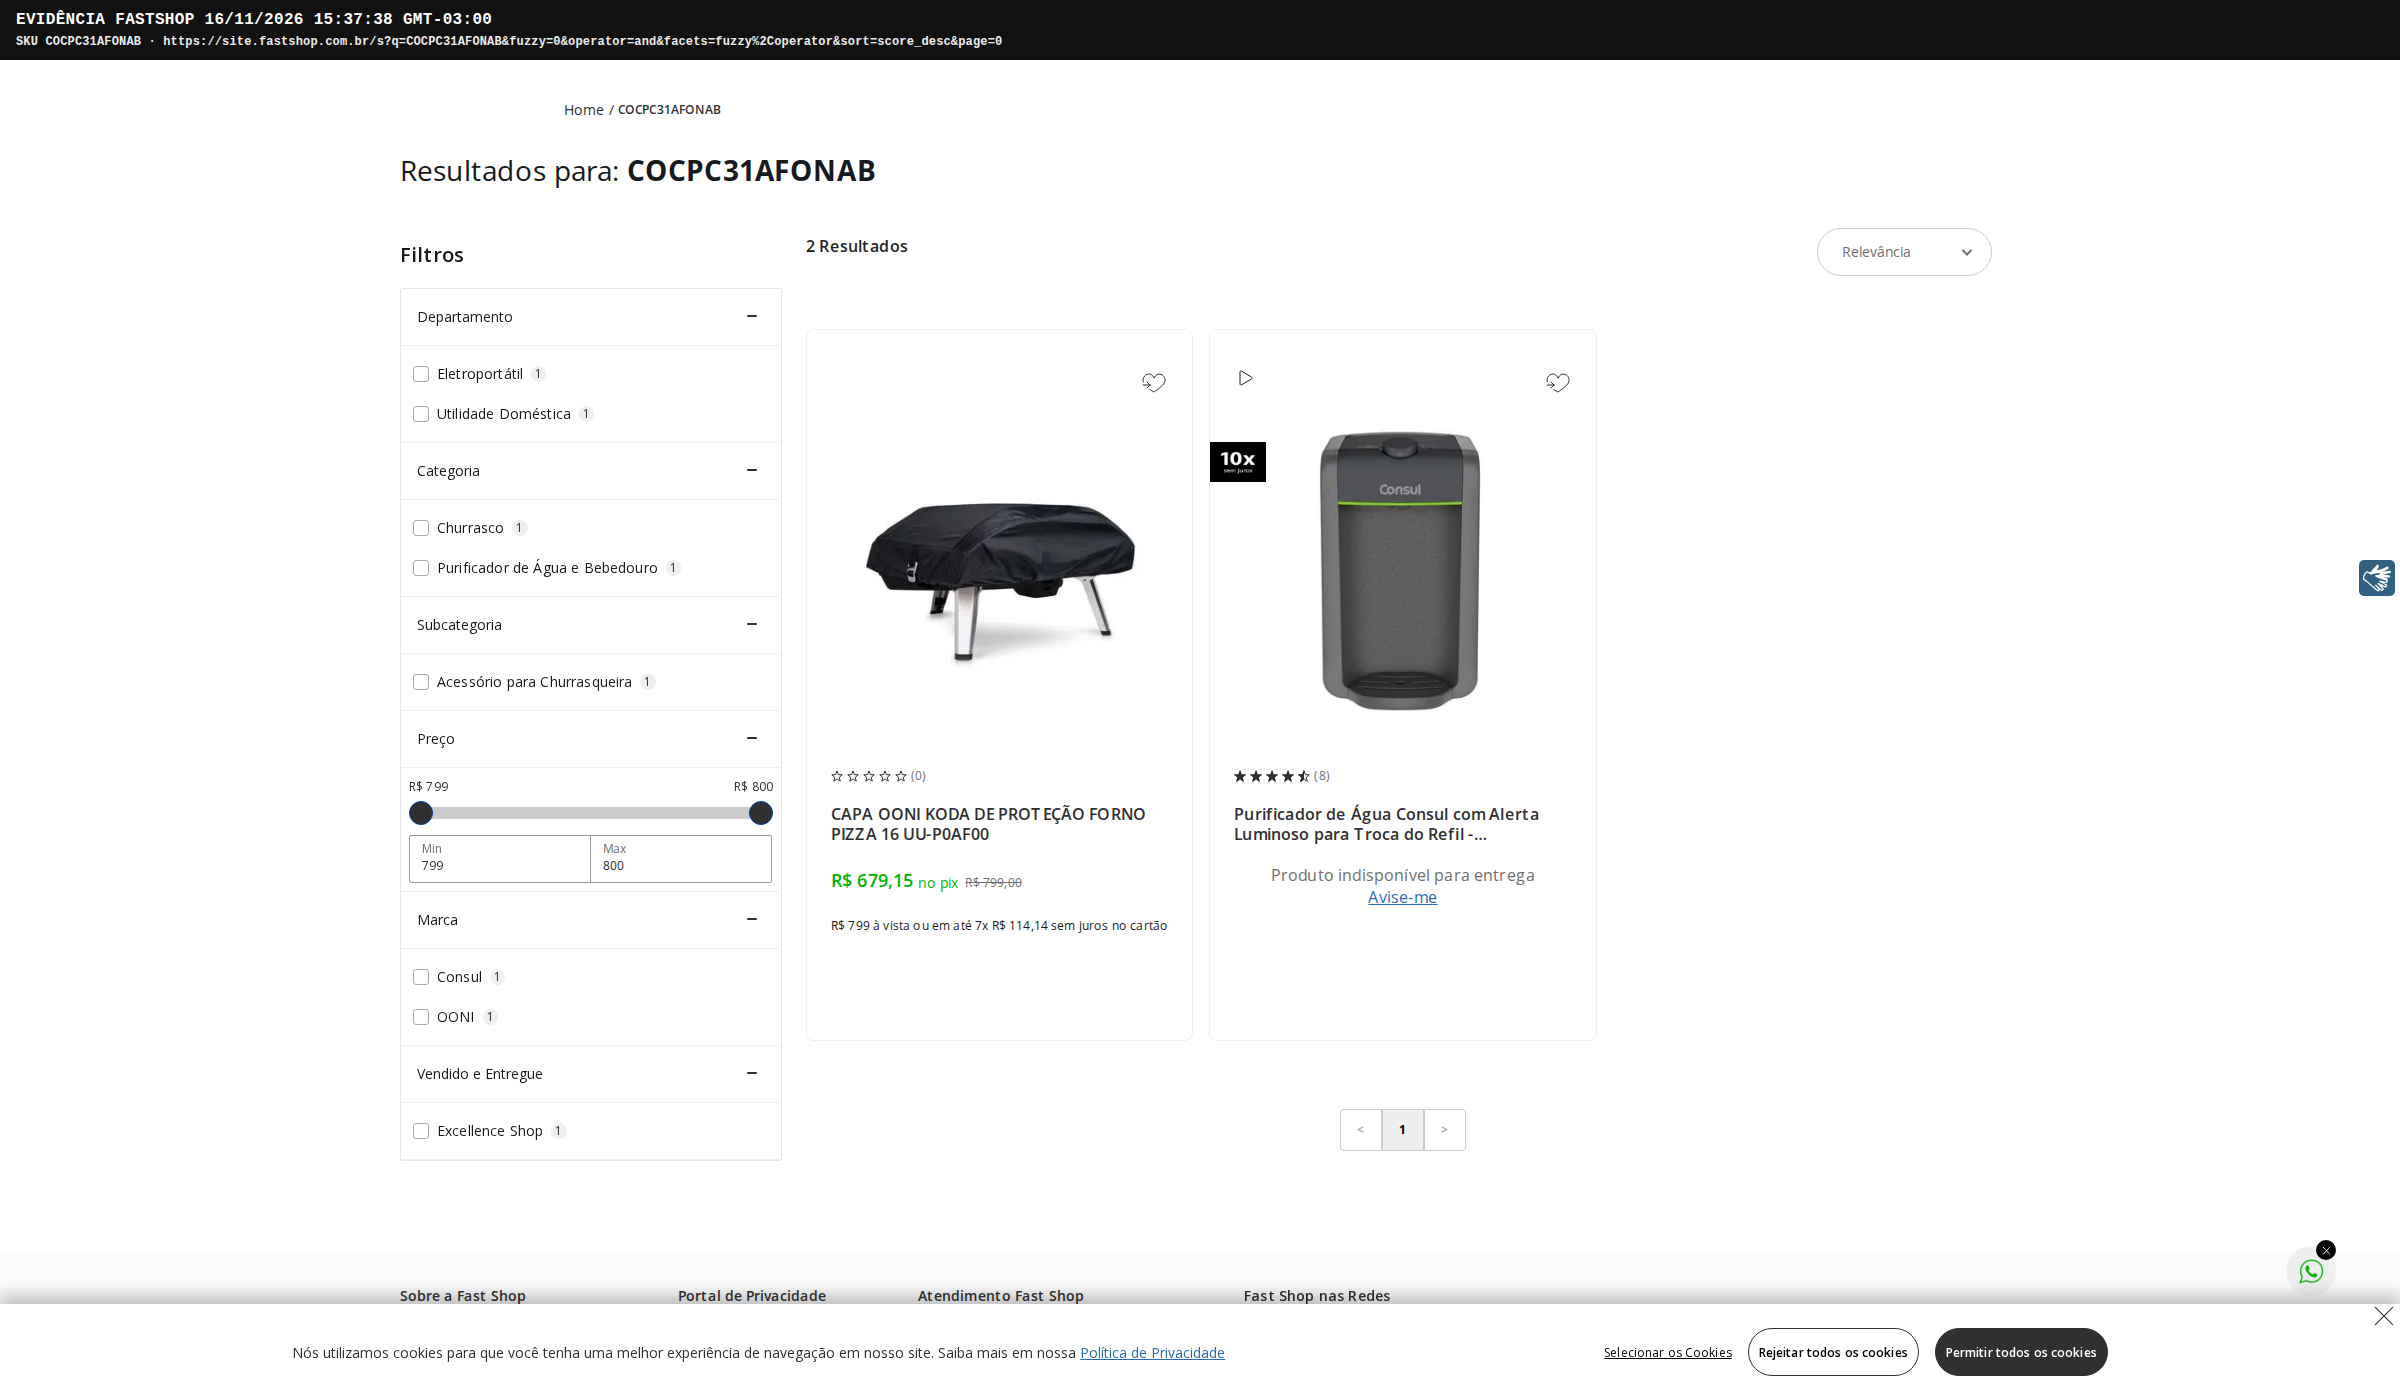 EVIDÊNCIA FASTSHOP 16/11/2026 15:37:38 GMT-03:00
SKU COCPC31AFONAB · https://site.fastshop.com.br/s?q=COCPC31AFONAB&fuzzy=0&operator=and&facets=fuzzy%2Coperator&sort=score_desc&page=0
Home / COCPC31AFONAB
Resultados para: COCPC31AFONAB
Filtros
2 Resultados
Relevância
Departamento
Eletroportátil 1
Utilidade Doméstica 1
Categoria
Churrasco 1
Purificador de Água e Bebedouro 1
Subcategoria
Acessório para Churrasqueira 1
Preço
R$ 799
R$ 800
Min
799
Max
800
Marca
Consul 1
OONI 1
Vendido e Entregue
Excellence Shop 1
(0)
CAPA OONI KODA DE PROTEÇÃO FORNO
PIZZA 16 UU-P0AF00
R$ 679,15 no pix R$ 799,00
R$ 799 à vista ou em até 7x R$ 114,14 sem juros no cartão
10x
sem juros
Consul
(8)
Purificador de Água Consul com Alerta
Luminoso para Troca do Refil -...
Produto indisponível para entrega
Avise-me
< 1 >
Sobre a Fast Shop
Portal de Privacidade
Atendimento Fast Shop
Fast Shop nas Redes
Nós utilizamos cookies para que você tenha uma melhor experiência de navegação em nosso site. Saiba mais em nossa Política de Privacidade
Selecionar os Cookies
Rejeitar todos os cookies
Permitir todos os cookies